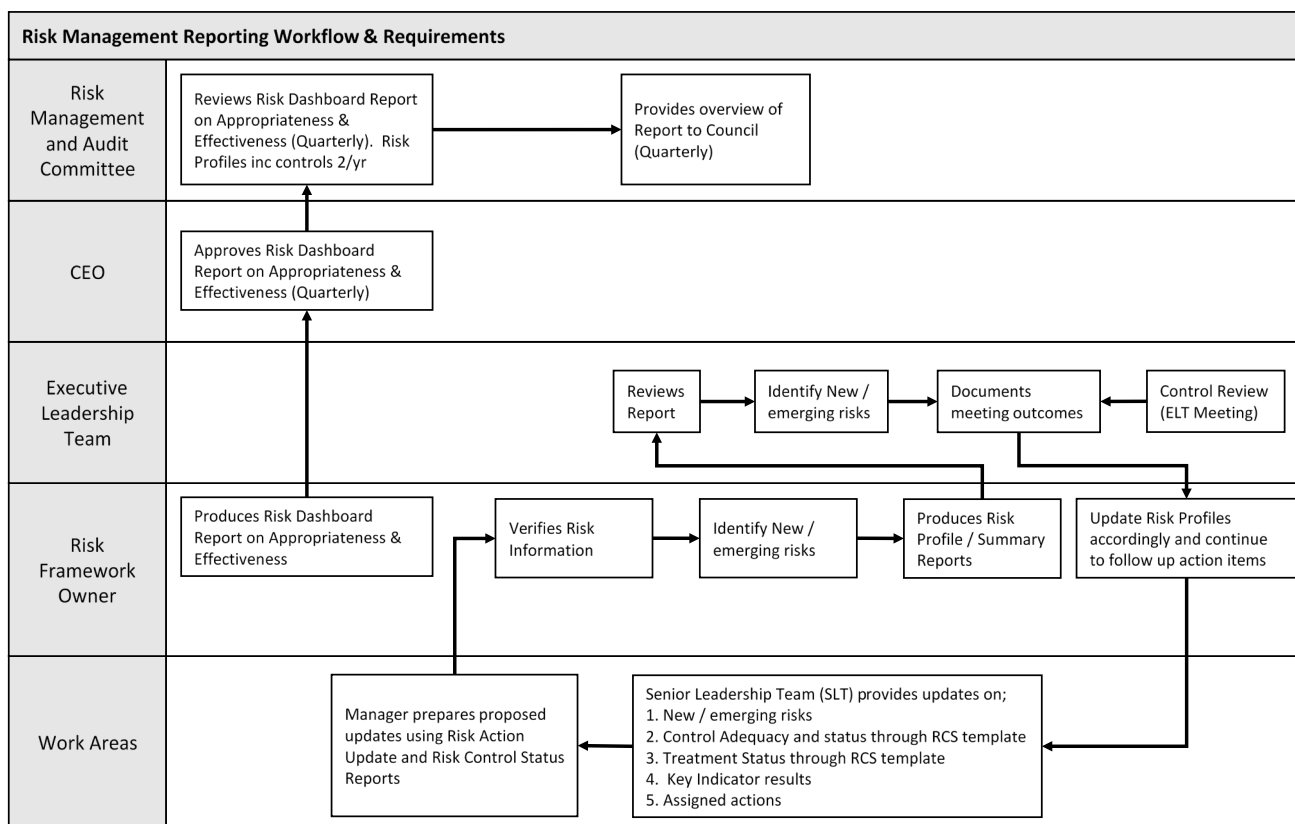 Risk Management Reporting Workflow & Requirements
Risk
Management
and Audit
Committee
Reviews Risk Dashboard Report
on Appropriateness &
Effectiveness (Quarterly).  Risk
Profiles inc controls 2/yr
Provides overview of
Report to Council
(Quarterly)
CEO
Approves Risk Dashboard
Report on Appropriateness &
Effectiveness (Quarterly)
Executive
Leadership
Team
Reviews
Report
Identify New /
emerging risks
Documents
meeting outcomes
Control Review
(ELT Meeting)
Risk
Framework
Owner
Produces Risk Dashboard
Report on Appropriateness &
Effectiveness
Verifies Risk
Information
Identify New /
emerging risks
Produces Risk
Profile / Summary
Reports
Update Risk Profiles
accordingly and continue
to follow up action items
Work Areas
Manager prepares proposed
updates using Risk Action
Update and Risk Control Status
Reports
Senior Leadership Team (SLT) provides updates on;
1. New / emerging risks
2. Control Adequacy and status through RCS template
3. Treatment Status through RCS template
4.  Key Indicator results
5. Assigned actions